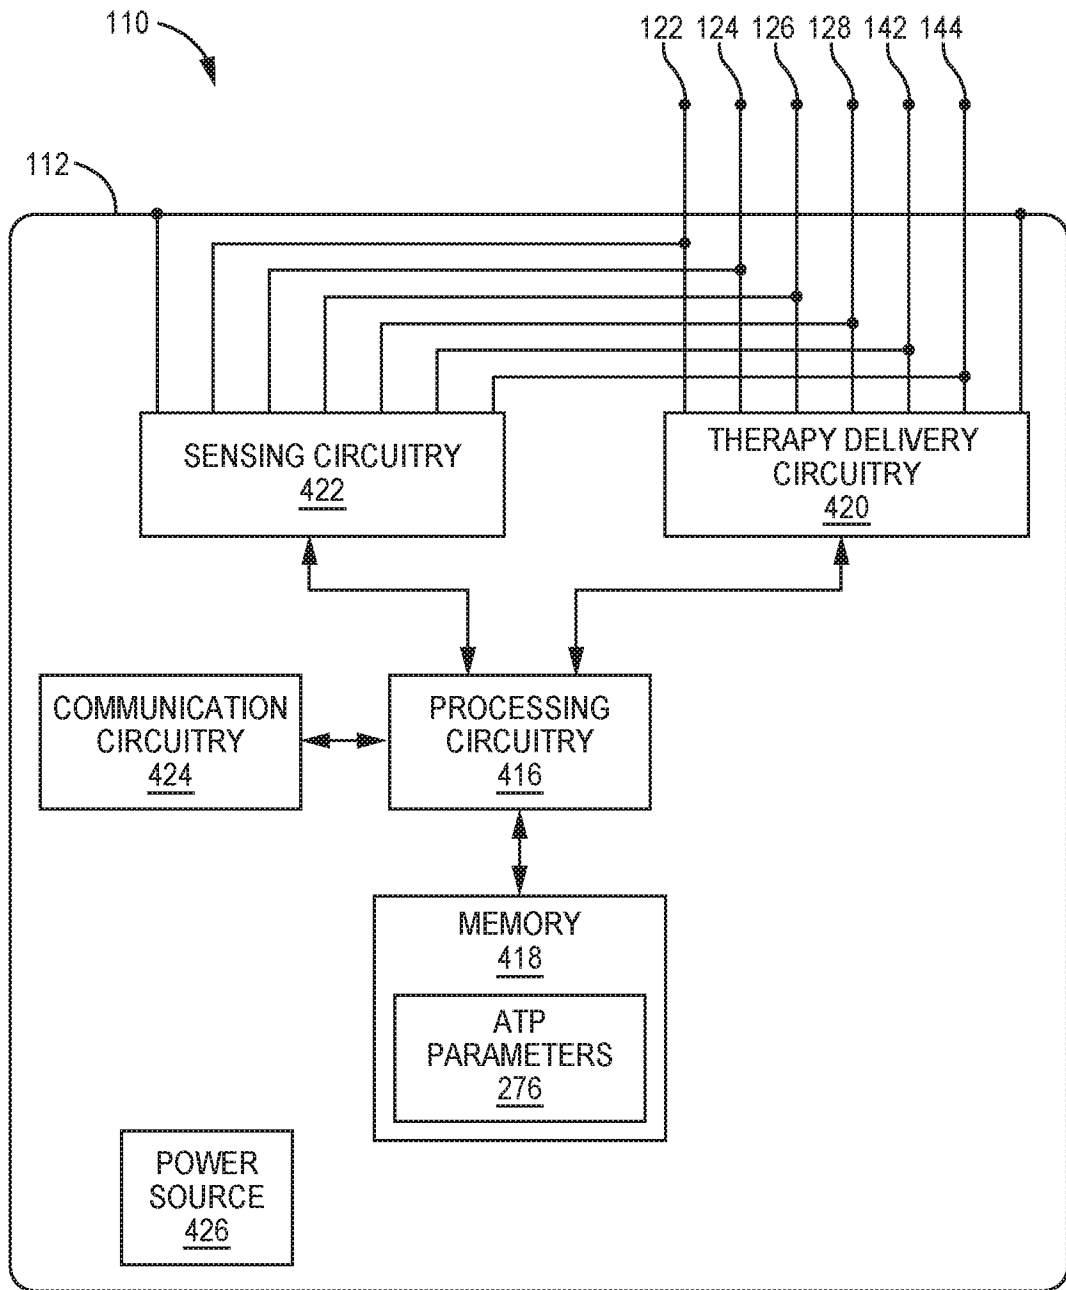 110
122 124 126 128 142 144
112
SENSING CIRCUITRY
422
THERAPY DELIVERY
CIRCUITRY
420
COMMUNICATION
CIRCUITRY
424
PROCESSING
CIRCUITRY
416
MEMORY
418
ATP
PARAMETERS
276
POWER
SOURCE
426